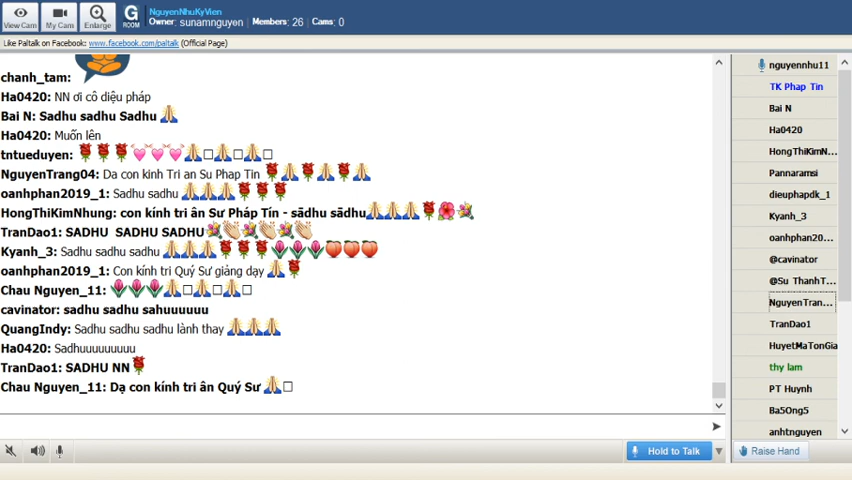 View Cam
My Cam
Enlarge
G
ROOM
NguyenNhuKyVien
Owner: sunamnguyen Members: 26 Cams: 0
Like Paltalk on Facebook: www.facebook.com/paltalk (Official Page)
chanh_tam:
Ha0420: NN ơi cô diệu pháp
Bai N: Sadhu sadhu Sadhu 🙏
Ha0420: Muốn lên
tntueduyen: 🌹🌹🌹💓💓💓🙏□🙏□🙏□
NguyenTrang04: Da con kinh Tri an Su Phap Tin 🌹🙏🌹🙏🌹🙏
oanhphan2019_1: Sadhu sadhu 🙏🙏🙏🌹🌹🌹
HongThiKimNhung: con kính tri ân Sư Pháp Tín - sādhu sādhu🙏🙏🙏🌹🌺💐
TranDao1: SADHU SADHU SADHU💐👏💐👏💐👏
Kyanh_3: Sadhu sadhu sadhu 🙏🙏🙏🌹🌹🌹🌷🌷🌷🍑🍑🍑
oanhphan2019_1: Con kính tri Quý Sư giảng dạy 🙏🌹
Chau Nguyen_11: 🌷🌷🌷🙏□🙏□🙏□
cavinator: sadhu sadhu sahuuuuuu
QuangIndy: Sadhu sadhu sadhu lành thay 🙏🙏🙏
Ha0420: Sadhuuuuuuuuu
TranDao1: SADHU NN🌹
Chau Nguyen_11: Dạ con kính tri ân Quý Sư 🙏□
nguyennhu11
TK Phap Tin
Bai N
Ha0420
HongThiKimN...
Pannaramsi
dieuphapdk_1
Kyanh_3
oanhphan20...
@cavinator
@Su ThanhT...
NguyenTran...
TranDao1
HuyetMaTonGia
thy lam
PT Huynh
Ba5Ong5
anhtnguyen
Hold to Talk
Raise Hand